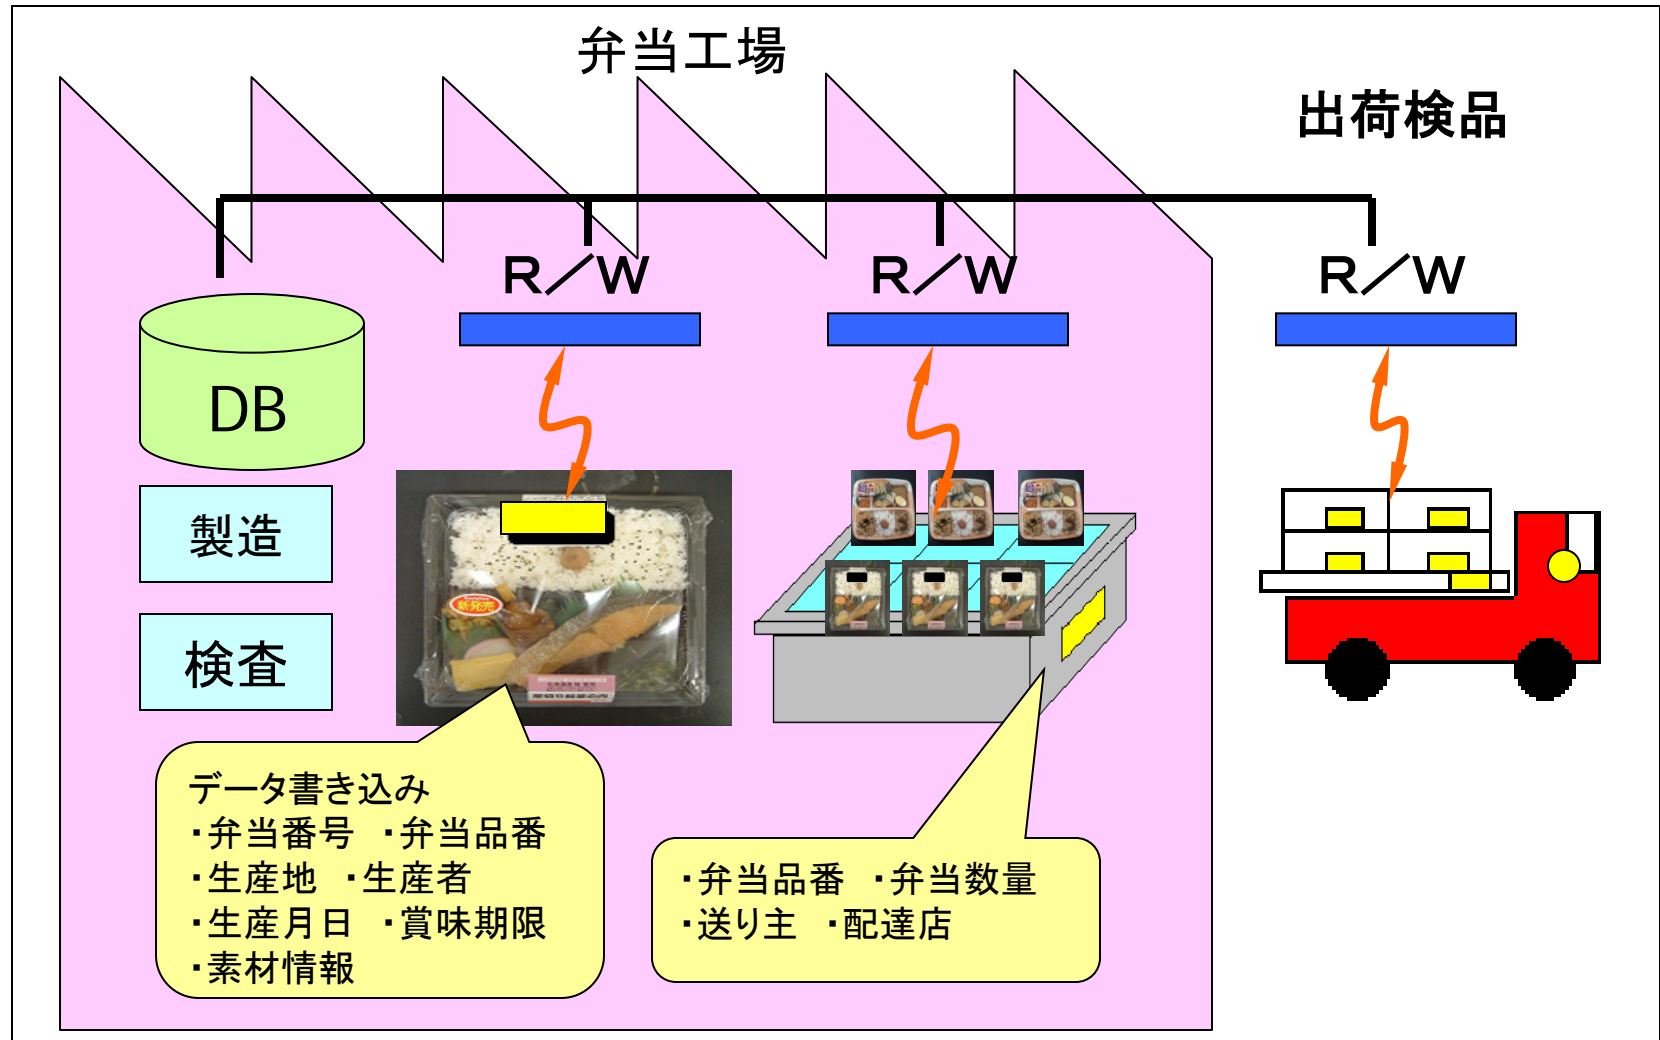 弁当工場
出荷検品
R／W
R／W
R／W
DB
製造
検査
新発売
データ書き込み
・弁当番号　・弁当品番
・生産地　・生産者
・生産月日　・賞味期限
・素材情報
・弁当品番　・弁当数量
・送り主　・配達店